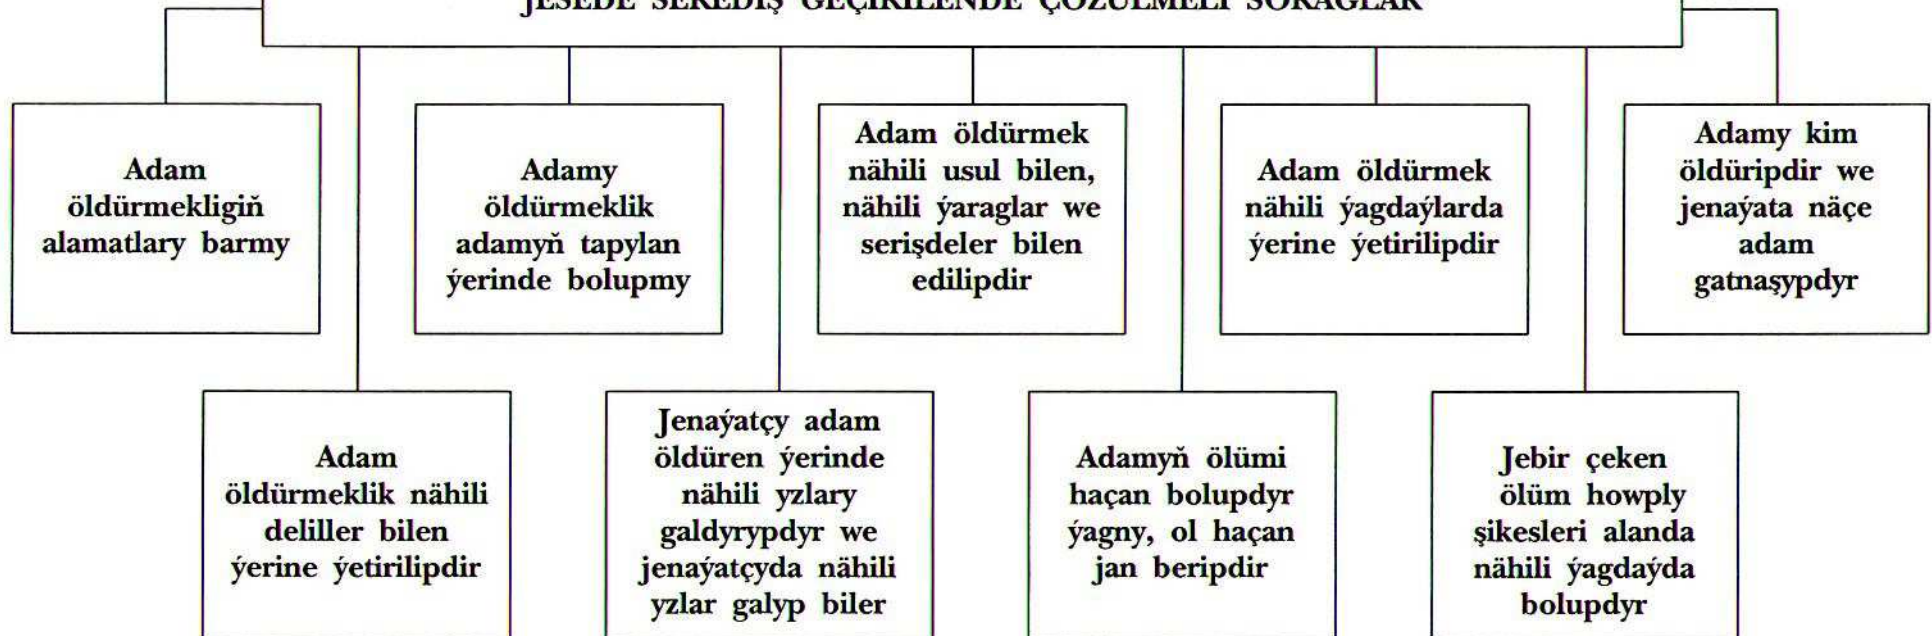 JESEDE SEREDIŞ GEÇIRILENDE ÇÖZÜLMELI SORAGLAR
Adam
öldürmekligiň
alamatlary barmy
Adamy
öldürmeklik
adamyň tapylan
ýerinde bolupmy
Adam öldürmek
nähili usul bilen,
nähili ýaraglar we
serişdeler bilen
edilipdir
Adam öldürmek
nähili ýagdaýlarda
ýerine ýetirilipdir
Adamy kim
öldüripdir we
jenaýata näçe
adam
gatnaşypdyr
Adam
öldürmeklik nähili
deliller bilen
ýerine ýetirilipdir
Jenaýatçy adam
öldüren ýerinde
nähili yzlary
galdyrypdyr we
jenaýatçyda nähili
yzlar galyp biler
Adamyň ölümi
haçan bolupdyr
ýagny, ol haçan
jan beripdir
Jebir çeken
ölüm howply
şikesleri alanda
nähili ýagdaýda
bolupdyr